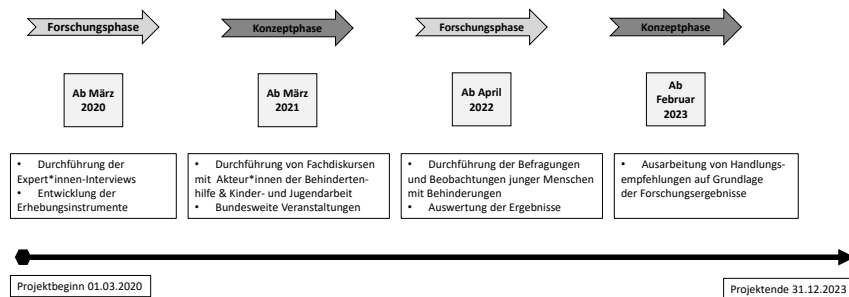 Forschungsphase
Konzeptphase
Forschungsphase
Konzeptphase
Ab März
2020
Ab März
2021
Ab April
2022
Ab
Februar
2023
• Durchführung der
Expert*innen-Interviews
• Entwicklung der
Erhebungsinstrumente
• Durchführung von Fachdiskursen
mit Akteur*innen der Behinderten-
hilfe & Kinder- und Jugendarbeit
• Bundesweite Veranstaltungen
• Durchführung der Befragungen
und Beobachtungen junger Menschen
mit Behinderungen
• Auswertung der Ergebnisse
• Ausarbeitung von Handlungs-
empfehlungen auf Grundlage
der Forschungsergebnisse
Projektbeginn 01.03.2020
Projektende 31.12.2023